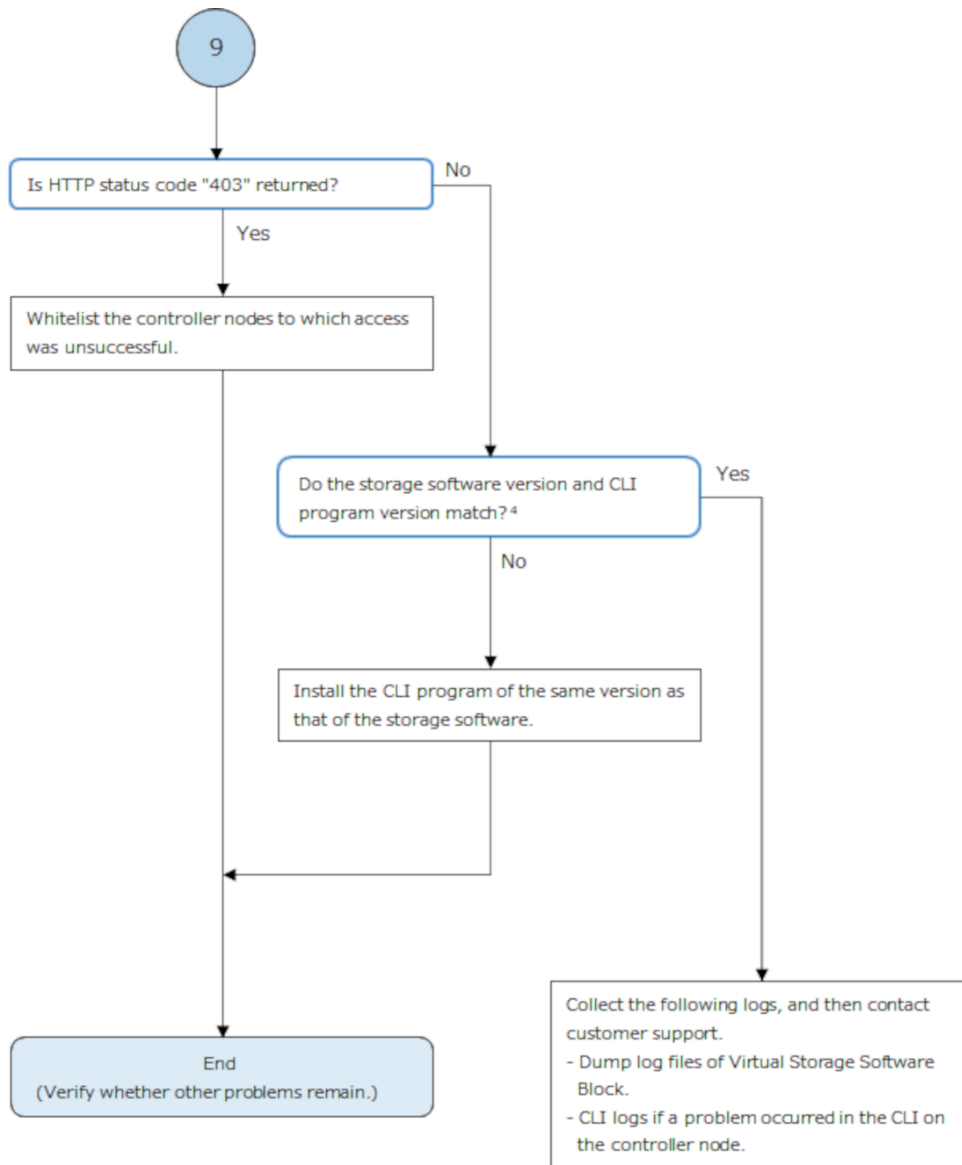 9
Is HTTP status code "403" returned?
No
Yes
Whitelist the controller nodes to which access
was unsuccessful.
Do the storage software version and CLI
program version match? ⁴
Yes
No
Install the CLI program of the same version as
that of the storage software.
Collect the following logs, and then contact
customer support.
- Dump log files of Virtual Storage Software
Block.
- CLI logs if a problem occurred in the CLI on
the controller node.
End
(Verify whether other problems remain.)